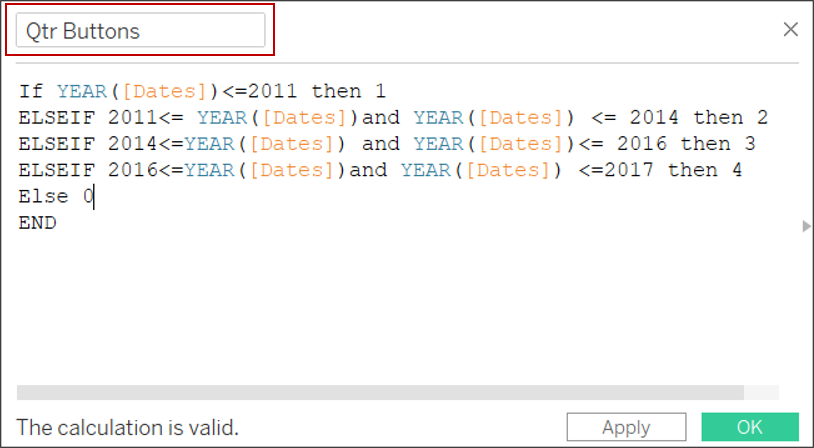 Qtr Buttons
If YEAR([Dates])<=2011 then 1
ELSEIF 2011<= YEAR([Dates])and YEAR([Dates]) <= 2014 then 2
ELSEIF 2014<=YEAR([Dates]) and YEAR([Dates])<= 2016 then 3
ELSEIF 2016<=YEAR([Dates])and YEAR([Dates]) <=2017 then 4
Else 0
END
The calculation is valid.
Apply
OK